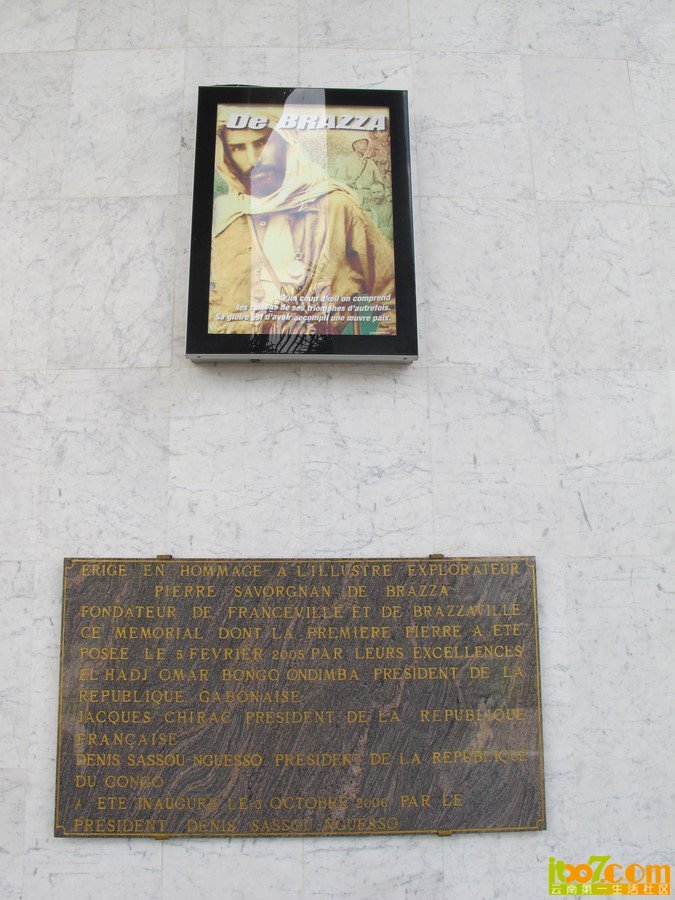 De BRAZZA
D'un coup d'œil on comprend
les raisons de ses triomphes d'autrefois.
Sa gloire est d'avoir accompli une œuvre paix.
ERIGE EN HOMMAGE A L'ILLUSTRE EXPLORATEUR
PIERRE SAVORGNAN DE BRAZZA
FONDATEUR DE FRANCEVILLE ET DE BRAZZAVILLE
CE MEMORIAL DONT LA PREMIERE PIERRE A ETE
POSEE LE 5 FEVRIER 2005 PAR LEURS EXCELLENCES
EL HADJ OMAR BONGO ONDIMBA PRESIDENT DE LA
REPUBLIQUE GABONAISE
JACQUES CHIRAC PRESIDENT DE LA REPUBLIQUE
FRANÇAISE
DENIS SASSOU NGUESSO PRESIDENT DE LA REPUBLIQUE
DU CONGO
A ETE INAUGURE LE 3 OCTOBRE 2006 PAR LE
PRESIDENT DENIS SASSOU NGUESSO
itbo7com
云南第一生活社区